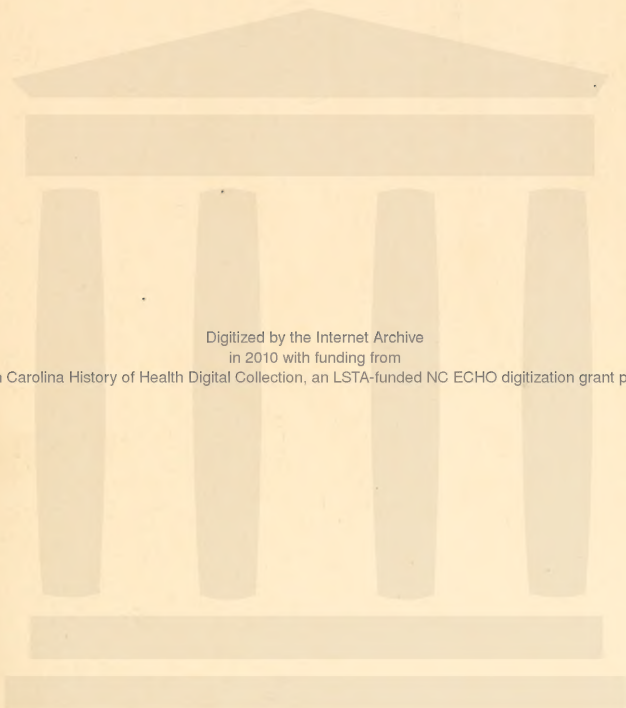 Digitized by the Internet Archive
in 2010 with funding from
Carolina History of Health Digital Collection, an LSTA-funded NC ECHO digitization grant